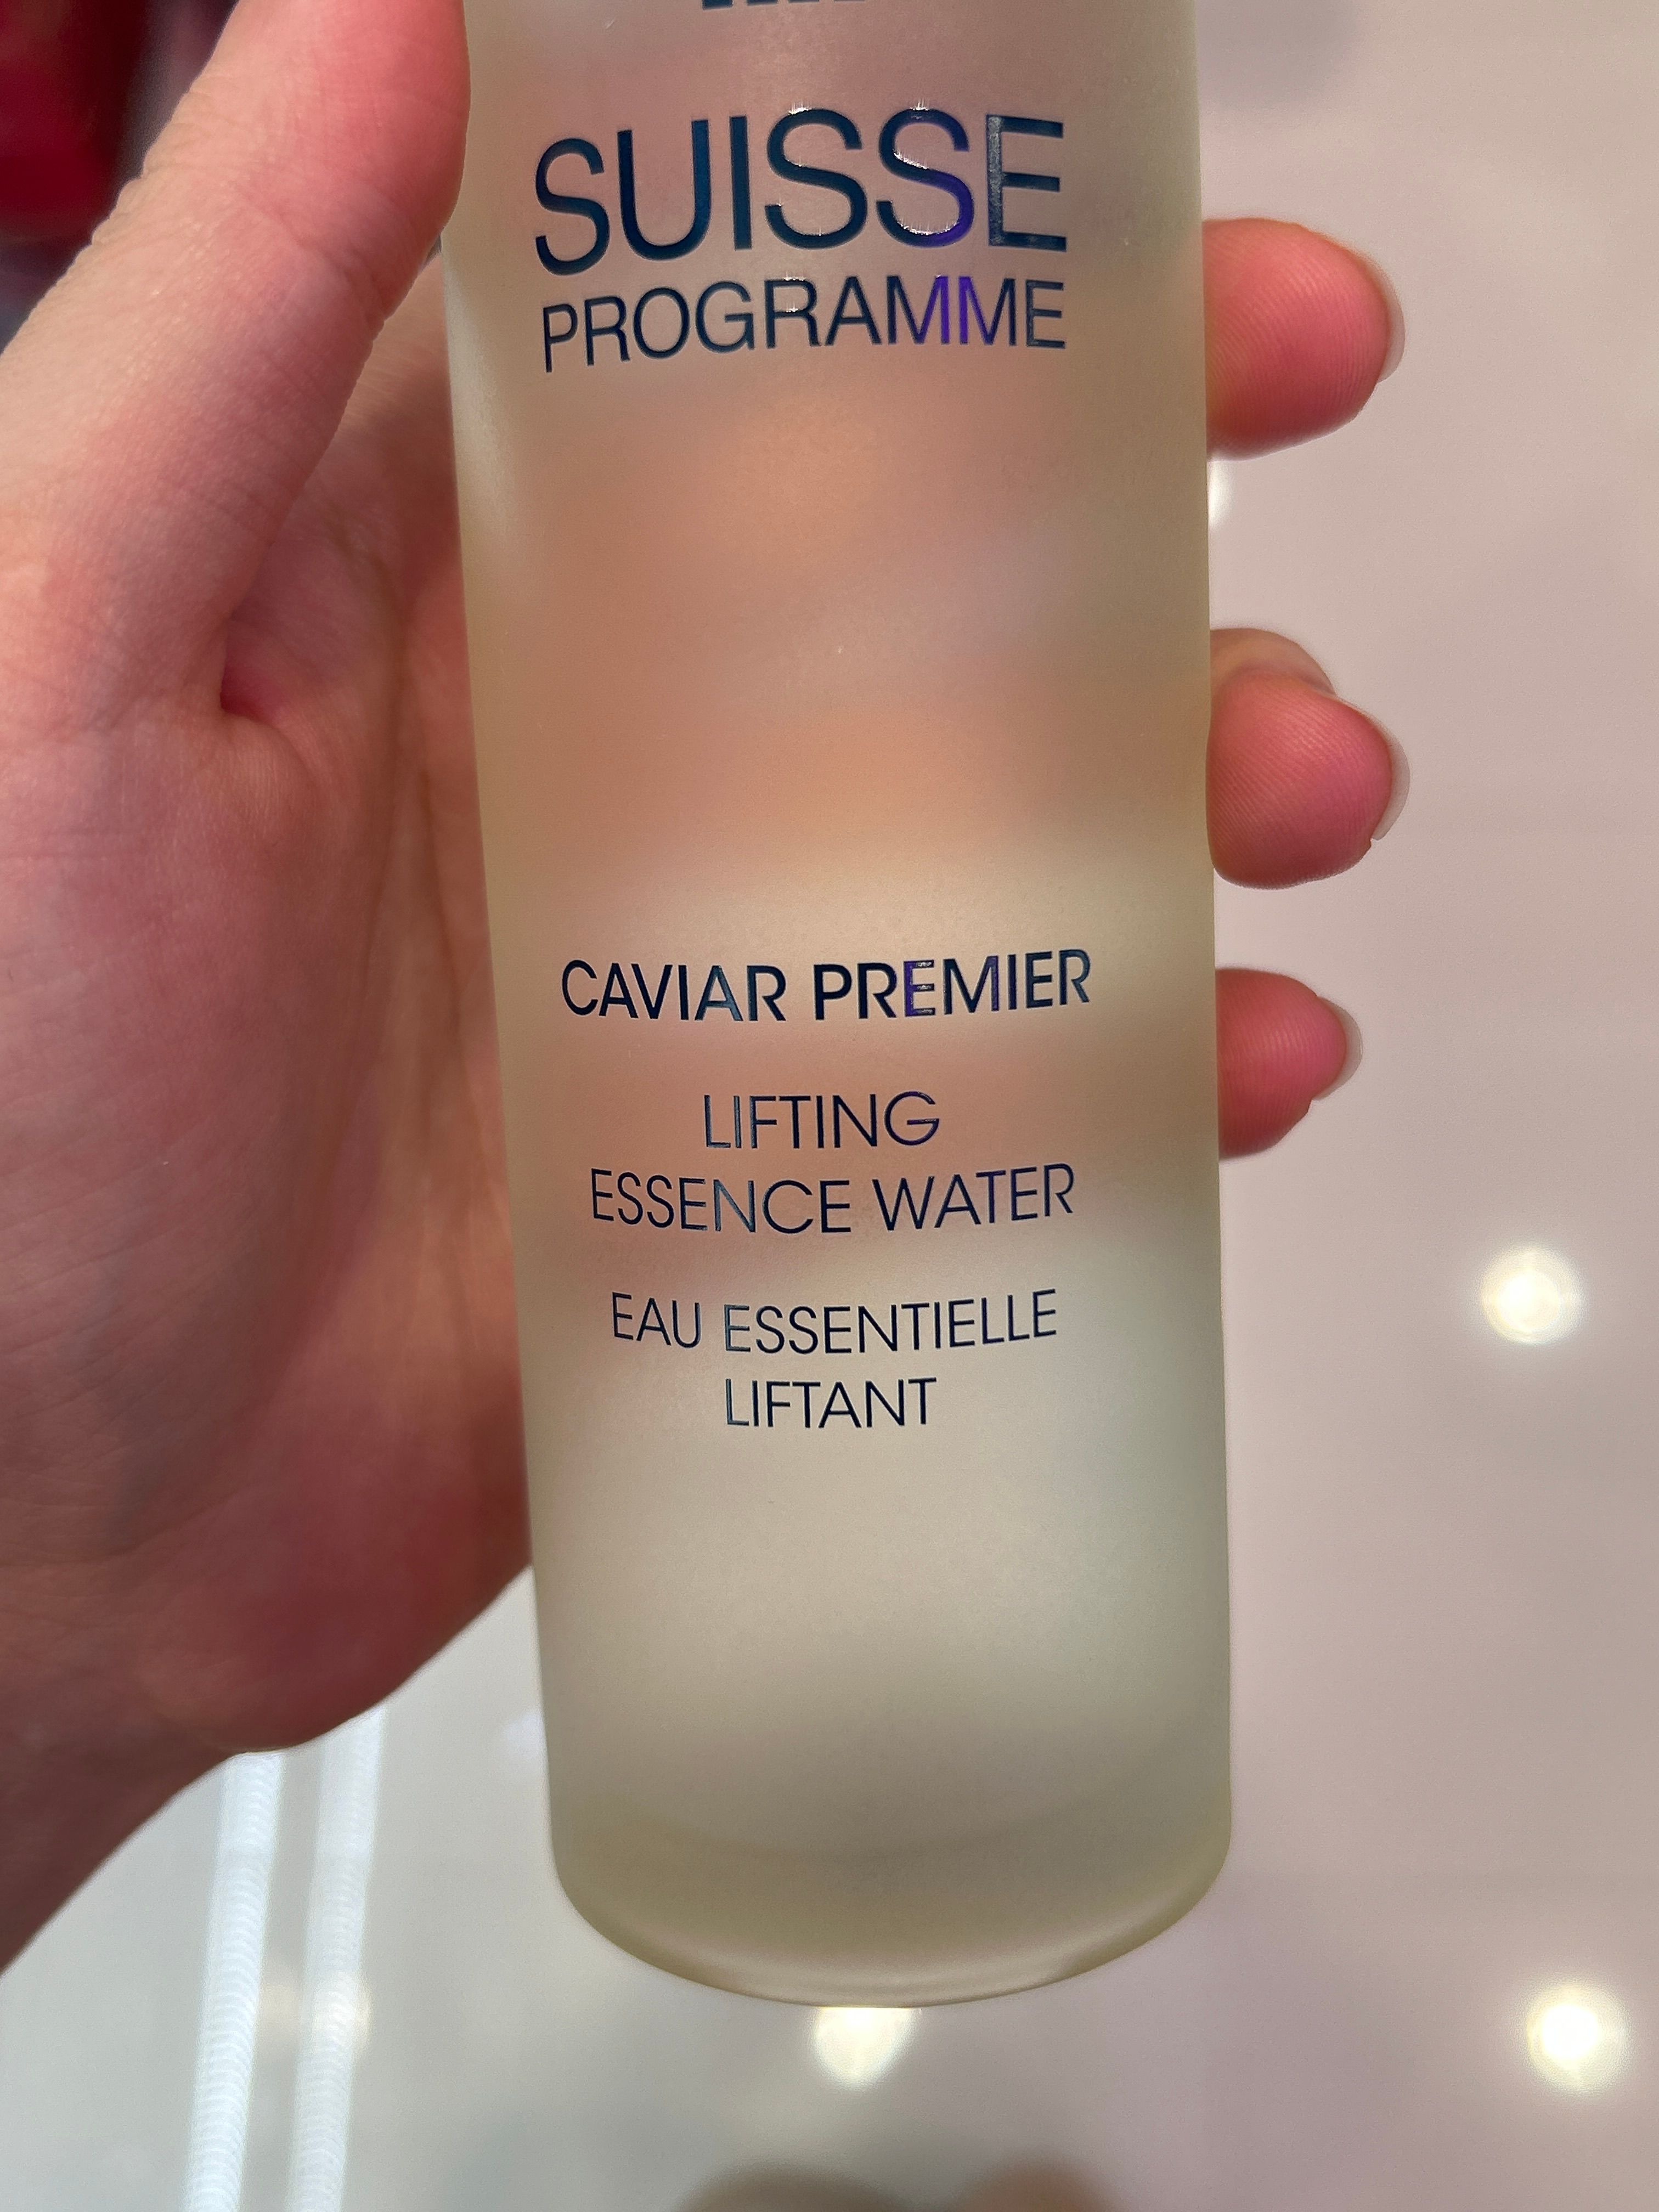 SUISSE
PROGRAMME
CAVIAR PREMIER
LIFTING
ESSENCE WATER
EAU ESSENTIELLE
LIFTANT